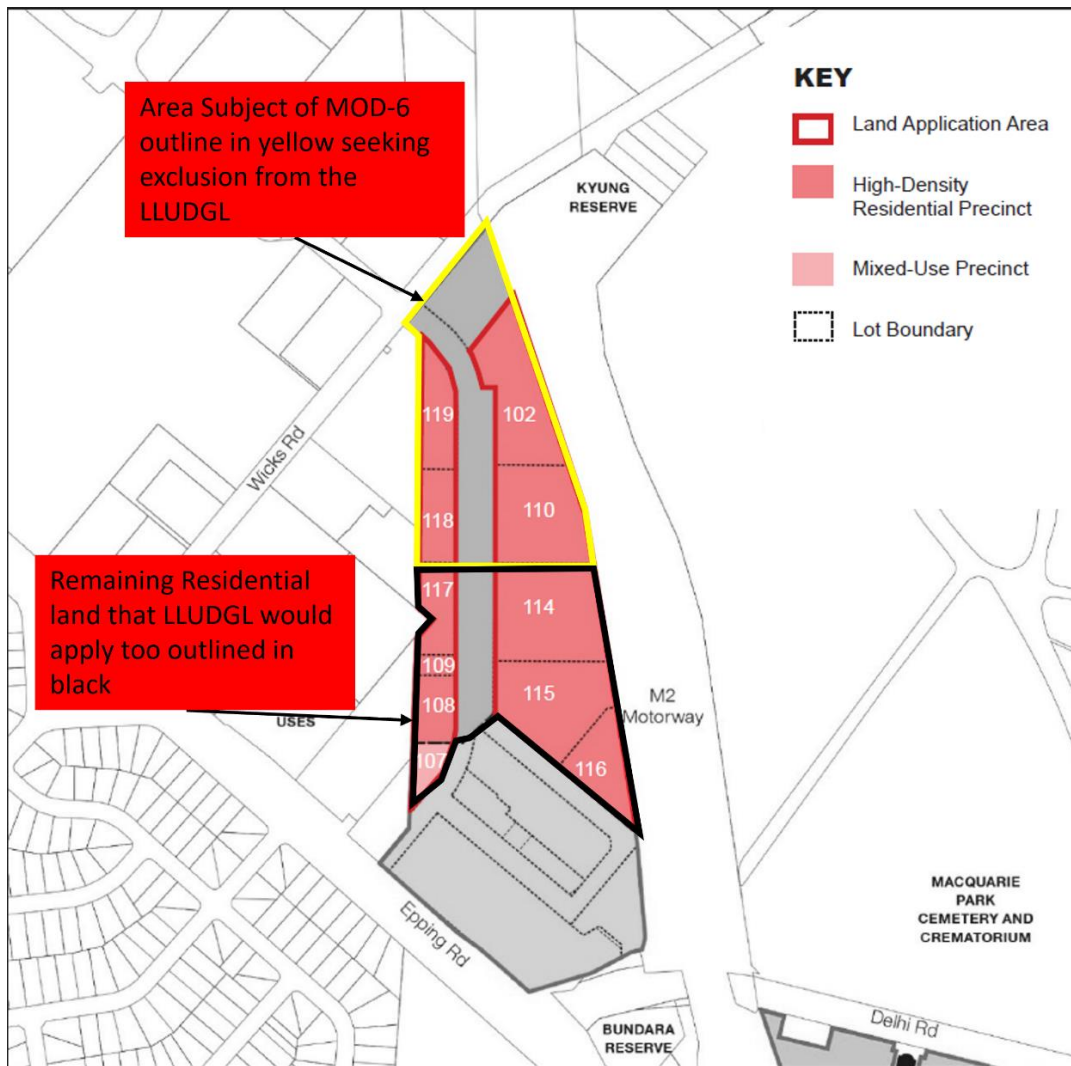 Area Subject of MOD-6
outline in yellow seeking
exclusion from the
LLUDGL
KEY
Land Application Area
High-Density
Residential Precinct
Mixed-Use Precinct
Lot Boundary
KYUNG
RESERVE
119
102
Wicks Rd
118
110
Remaining Residential
land that LLUDGL would
apply too outlined in
black
117
114
109
108
115
M2
Motorway
USES
107
116
Epping Rd
MACQUARIE
PARK
CEMETERY AND
CREMATORIUM
BUNDARA
RESERVE
Delhi Rd